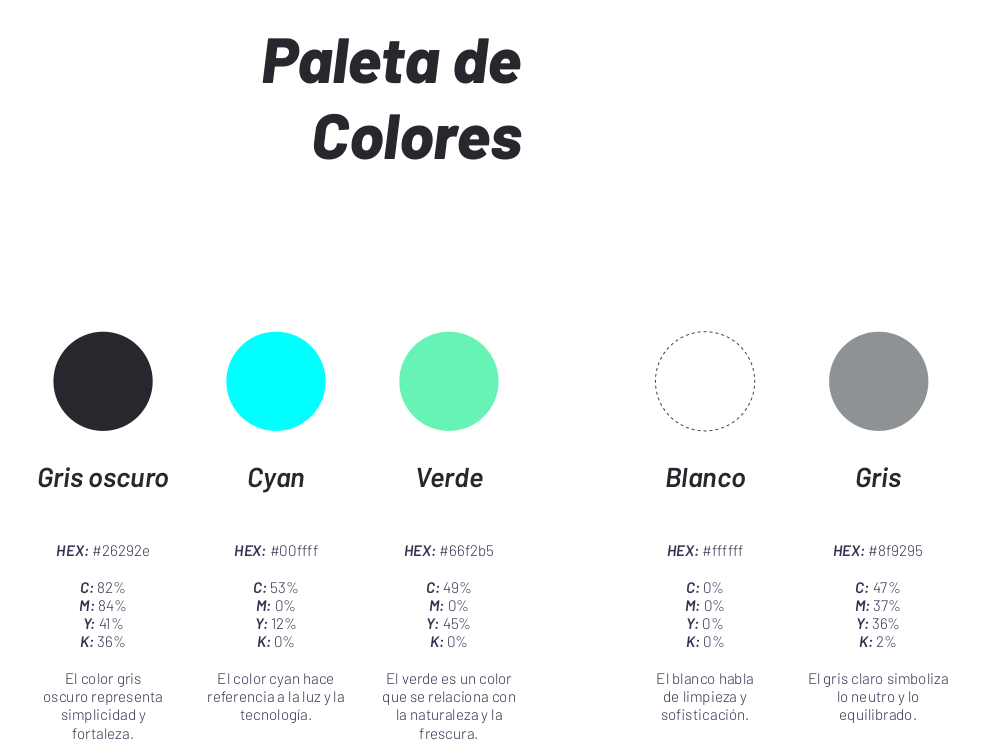 Paleta de
Colores
Gris oscuro
HEX: #26292e
C: 82%
M: 84%
Y: 41%
K: 36%
El color gris
oscuro representa
simplicidad y
fortaleza.
Cyan
HEX: #00ffff
C: 53%
M: 0%
Y: 12%
K: 0%
El color cyan hace
referencia a la luz y la
tecnología.
Verde
HEX: #66f2b5
C: 49%
M: 0%
Y: 45%
K: 0%
El verde es un color
que se relaciona con
la naturaleza y la
frescura.
Blanco
HEX: #ffffff
C: 0%
M: 0%
Y: 0%
K: 0%
El blanco habla
de limpieza y
sofisticación.
Gris
HEX: #8f9295
C: 47%
M: 37%
Y: 36%
K: 2%
El gris claro simboliza
lo neutro y lo
equilibrado.